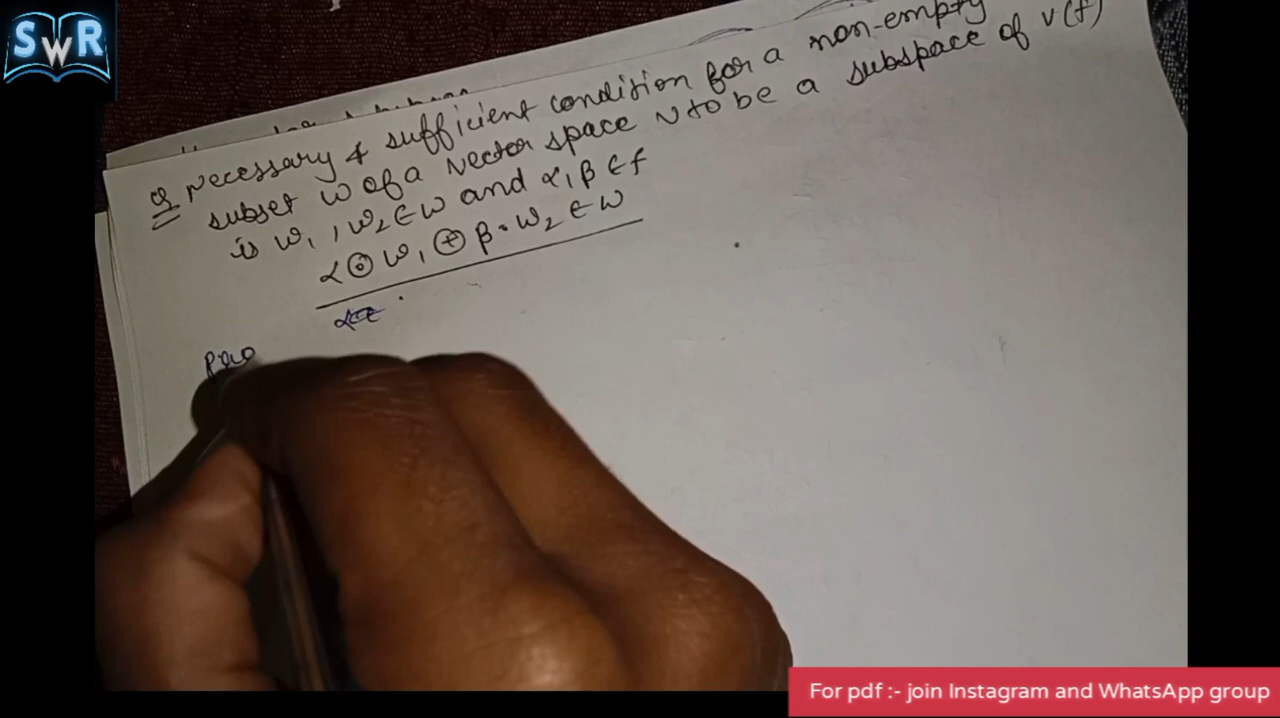 SWR
Q Necessary & sufficient condition for a non-empty
subset W of a vector space V to be a subspace of V(F)
is w₁, w₂ ∈ W and α, β ∈ F
α ⊙ w₁ ⊕ β · w₂ ∈ W
Proo
For pdf :- join Instagram and WhatsApp group